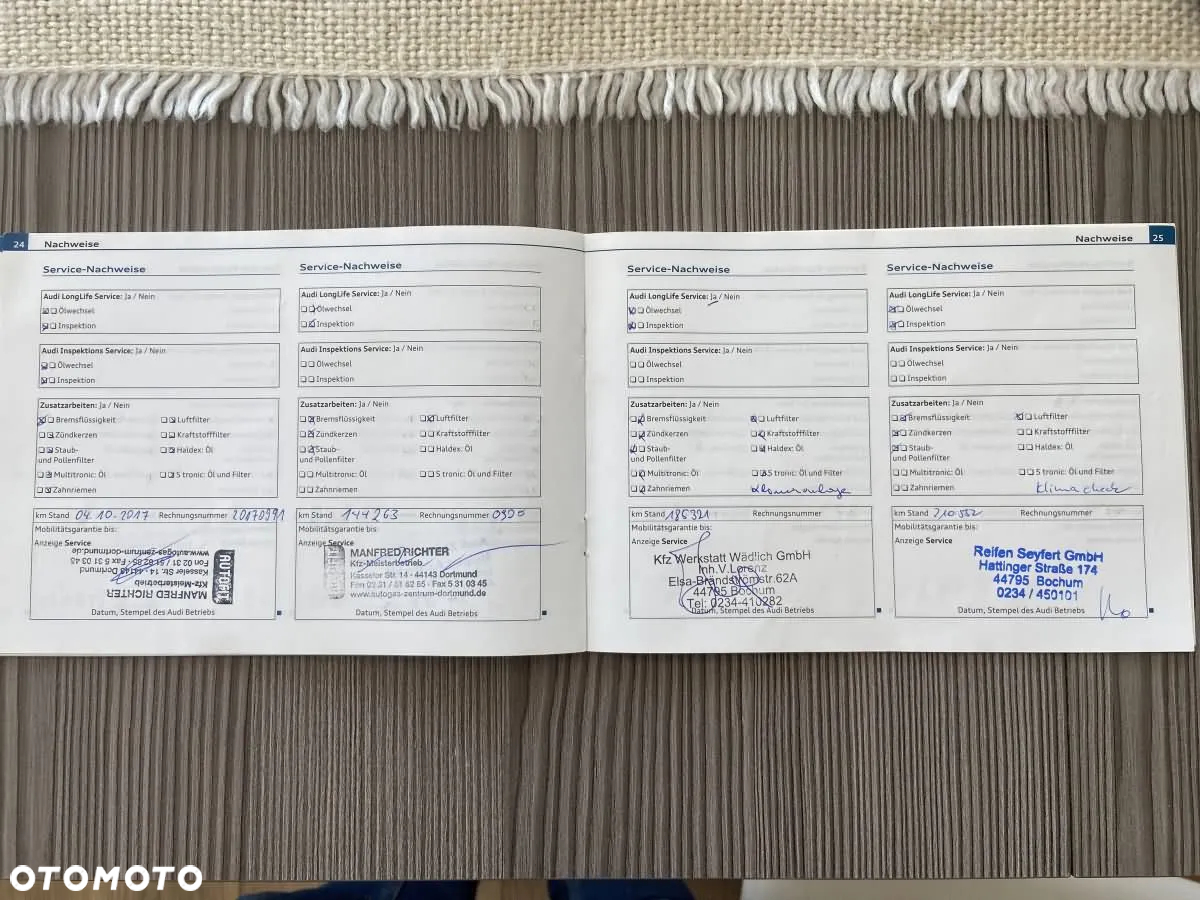 24 Nachweise
Service-Nachweise
Audi LongLife Service: Ja / Nein
Ölwechsel
Inspektion
Audi Inspektions Service: Ja / Nein
Ölwechsel
Inspektion
Zusatzarbeiten: Ja / Nein
Bremsflüssigkeit
Luftfilter
Zündkerzen
Kraftstofffilter
Staub-
und Pollenfilter
Haldex: Öl
Multitronic: Öl
S tronic: Öl und Filter
Zahnriemen
km Stand 04.10.2017 Rechnungsnummer 20170991
Mobilitätsgarantie bis:
Anzeige Service
MANFRED RICHTER
Kfz-Meisterbetrieb
Kasseler Str. 14 - 44143 Dortmund
Fon 02 31 / 51 82 65 - Fax 5 31 03 45
www.autogas-zentrum-dortmund.de
Datum, Stempel des Audi Betriebs
Service-Nachweise
Audi LongLife Service: Ja / Nein
Ölwechsel
Inspektion
Audi Inspektions Service: Ja / Nein
Ölwechsel
Inspektion
Zusatzarbeiten: Ja / Nein
Bremsflüssigkeit
Luftfilter
Zündkerzen
Kraftstofffilter
Staub-
und Pollenfilter
Haldex: Öl
Multitronic: Öl
S tronic: Öl und Filter
Zahnriemen
km Stand 144263 Rechnungsnummer
Mobilitätsgarantie bis:
Anzeige Service
MANFRED RICHTER
Kfz-Meisterbetrieb
Kasseler Str. 14 - 44143 Dortmund
Fon 02 31 / 51 82 65 - Fax 5 31 03 45
www.autogas-zentrum-dortmund.de
Datum, Stempel des Audi Betriebs
Nachweise 25
Service-Nachweise
Audi LongLife Service: Ja / Nein
Ölwechsel
Inspektion
Audi Inspektions Service: Ja / Nein
Ölwechsel
Inspektion
Zusatzarbeiten: Ja / Nein
Bremsflüssigkeit
Luftfilter
Zündkerzen
Kraftstofffilter
Staub-
und Pollenfilter
Haldex: Öl
Multitronic: Öl
S tronic: Öl und Filter
Zahnriemen
km Stand 186321 Rechnungsnummer
Mobilitätsgarantie bis:
Anzeige Service
Kfz Werkstatt Wädlich GmbH
Inh.V.Lorenz
Elsa-Brändströmstr.62A
44795 Bochum
Tel: 0234-410282
Datum, Stempel des Audi Betriebs
Service-Nachweise
Audi LongLife Service: Ja / Nein
Ölwechsel
Inspektion
Audi Inspektions Service: Ja / Nein
Ölwechsel
Inspektion
Zusatzarbeiten: Ja / Nein
Bremsflüssigkeit
Luftfilter
Zündkerzen
Kraftstofffilter
Staub-
und Pollenfilter
Haldex: Öl
Multitronic: Öl
S tronic: Öl und Filter
Zahnriemen
Klimacheck
km Stand 210.552 Rechnungsnummer
Mobilitätsgarantie bis:
Anzeige Service
Reifen Seyfert GmbH
Hattinger Straße 174
44795 Bochum
0234 / 450101
Datum, Stempel des Audi Betriebs
OTOMOTO